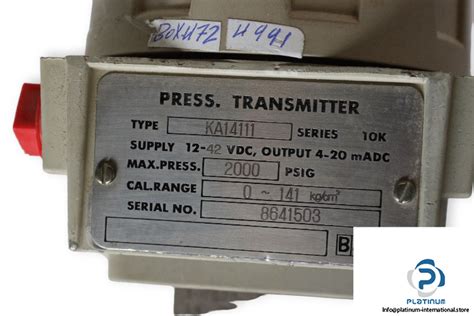 BOX472 U991
PRESS. TRANSMITTER
TYPE KA14111 SERIES 10K
SUPPLY 12-42 VDC, OUTPUT 4-20 mADC
MAX.PRESS. 2000 PSIG
CAL.RANGE 0 ~ 141 kg/cm²
SERIAL NO. 8641503
PLATINUM
Info@platinum-international.store